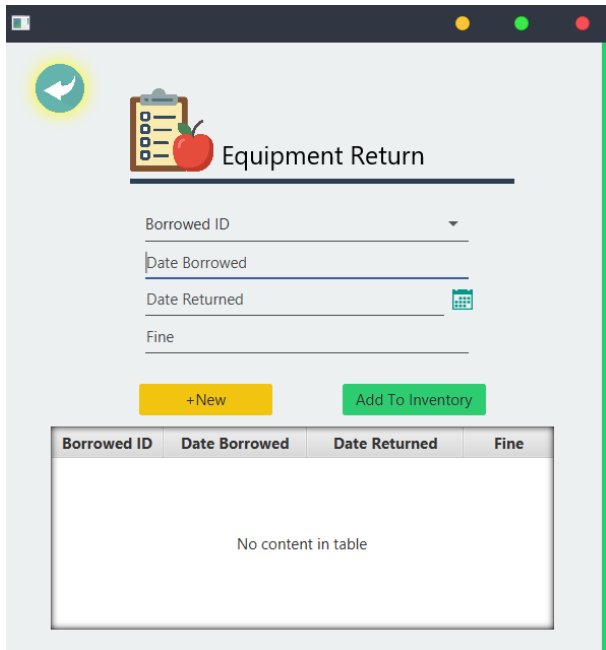 Equipment Return
Borrowed ID
Date Borrowed
Date Returned
Fine
+New Add To Inventory
Borrowed ID Date Borrowed Date Returned Fine
No content in table